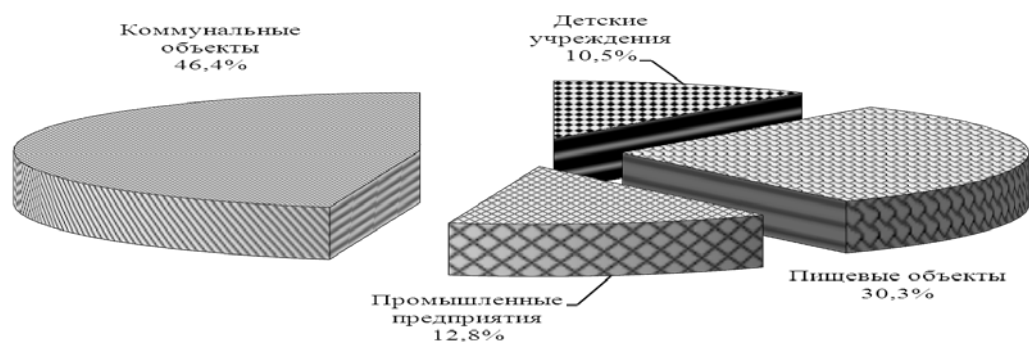 Коммунальные
объекты
46,4%
Детские
учреждения
10,5%
Пищевые объекты
30,3%
Промышленные
предприятия
12,8%